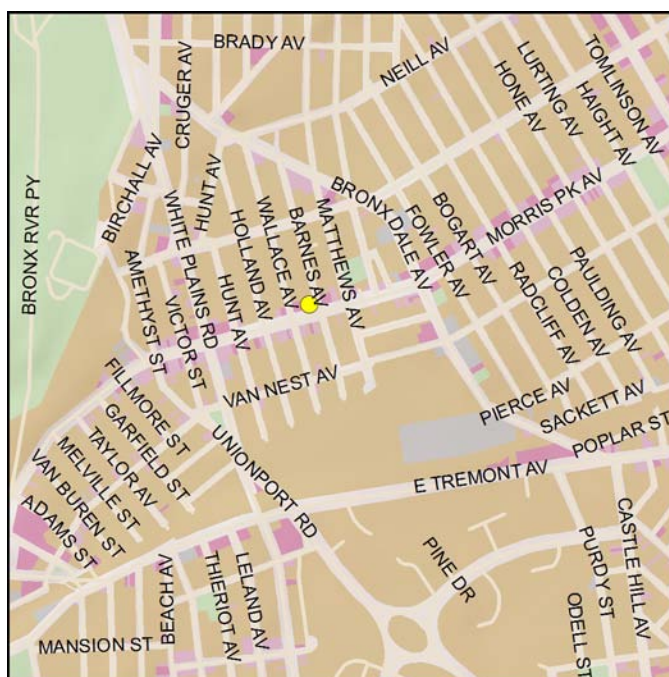 BRADY AV
NEILL AV
TOMLINSON AV
LURTING AV
HAIGHT AV
HONE AV
CRUGER AV
BIRCHALL AV
HUNT AV
BRONXDALE AV
MORRIS PK AV
BRONX RVR PY
WHITE PLAINS RD
HOLLAND AV
WALLACE AV
BARNES AV
MATTHEWS AV
FOWLER AV
BOGART AV
AMETHYST ST
VICTOR ST
HUNT AV
RADCLIFF AV
COLDEN AV
PAULDING AV
VAN NEST AV
PIERCE AV
SACKETT AV
POPLAR ST
FILLMORE ST
GARFIELD ST
TAYLOR AV
MELVILLE ST
VAN BUREN ST
ADAMS ST
UNIONPORT RD
E TREMONT AV
PINE DR
PURDY ST
CASTLE HILL AV
BEACH AV
THIERIOT AV
LELAND AV
MANSION ST
ODELL ST